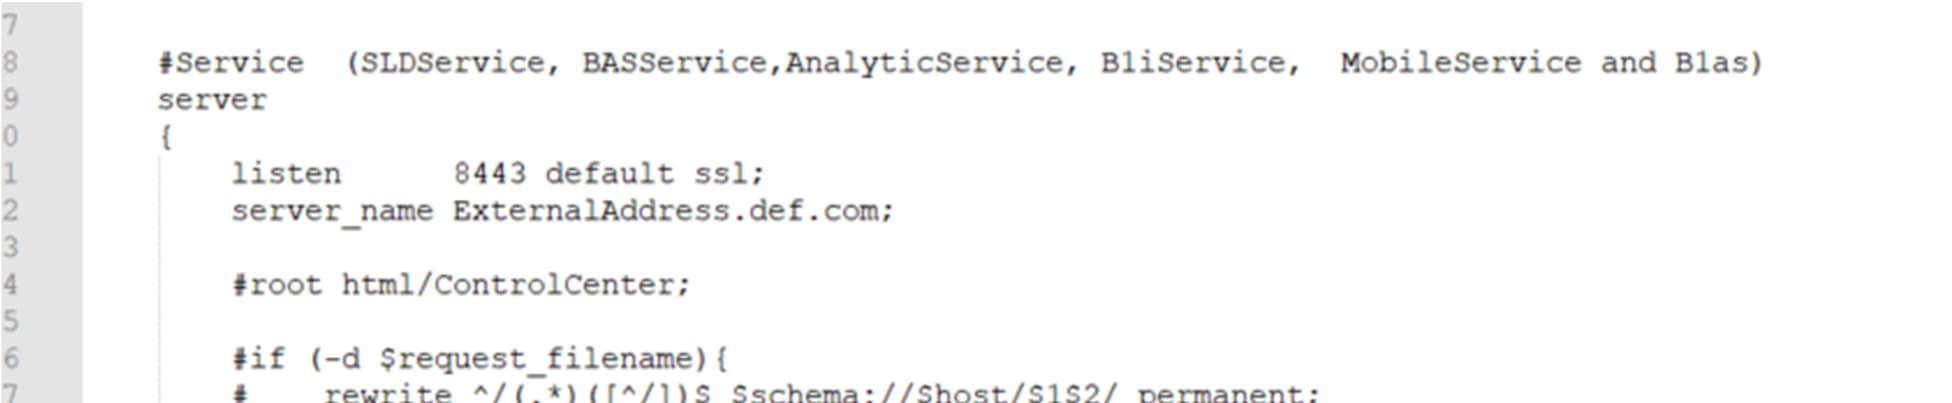 7
8 #Service (SLDService, BASService,AnalyticService, B1iService, MobileService and B1as)
9 server
0 {
1 listen 8443 default ssl;
2 server_name ExternalAddress.def.com;
3
4 #root html/ControlCenter;
5
6 #if (-d $request_filename){
7 # rewrite ^/(.*)([^/])$ $schema://$host/$1$2/ permanent;